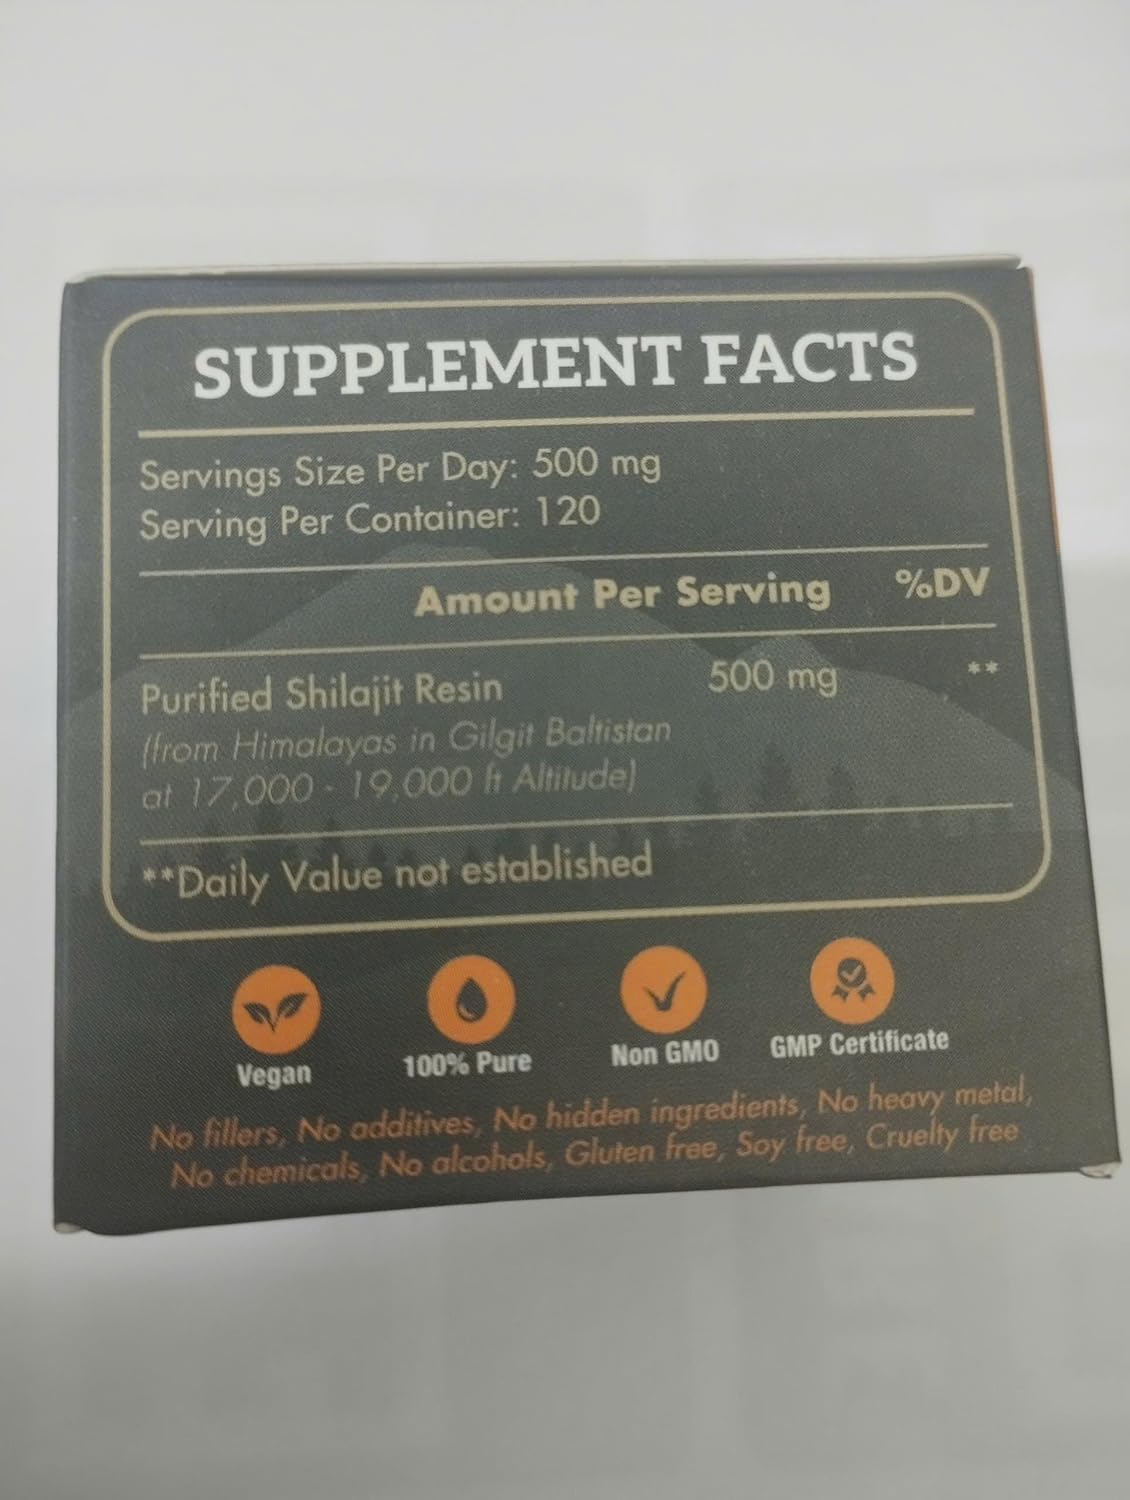 SUPPLEMENT FACTS
Servings Size Per Day: 500 mg
Serving Per Container: 120
Amount Per Serving %DV
Purified Shilajit Resin 500 mg **
(from Himalayas in Gilgit Baltistan
at 17,000 - 19,000 ft Altitude)
**Daily Value not established
Vegan
100% Pure
Non GMO
GMP Certificate
No fillers, No additives, No hidden ingredients, No heavy metal,
No chemicals, No alcohols, Gluten free, Soy free, Cruelty free